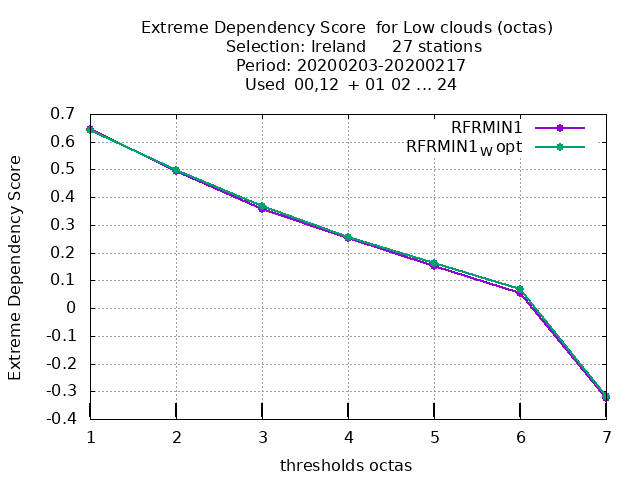 Extreme Dependency Score  for Low clouds (octas)
Selection: Ireland     27 stations
Period: 20200203-20200217
Used  00,12  + 01 02 ... 24
RFRMIN1
RFRMIN1W opt
Extreme Dependency Score
0.7
0.6
0.5
0.4
0.3
0.2
0.1
0
-0.1
-0.2
-0.3
-0.4
1 2 3 4 5 6 7
thresholds octas